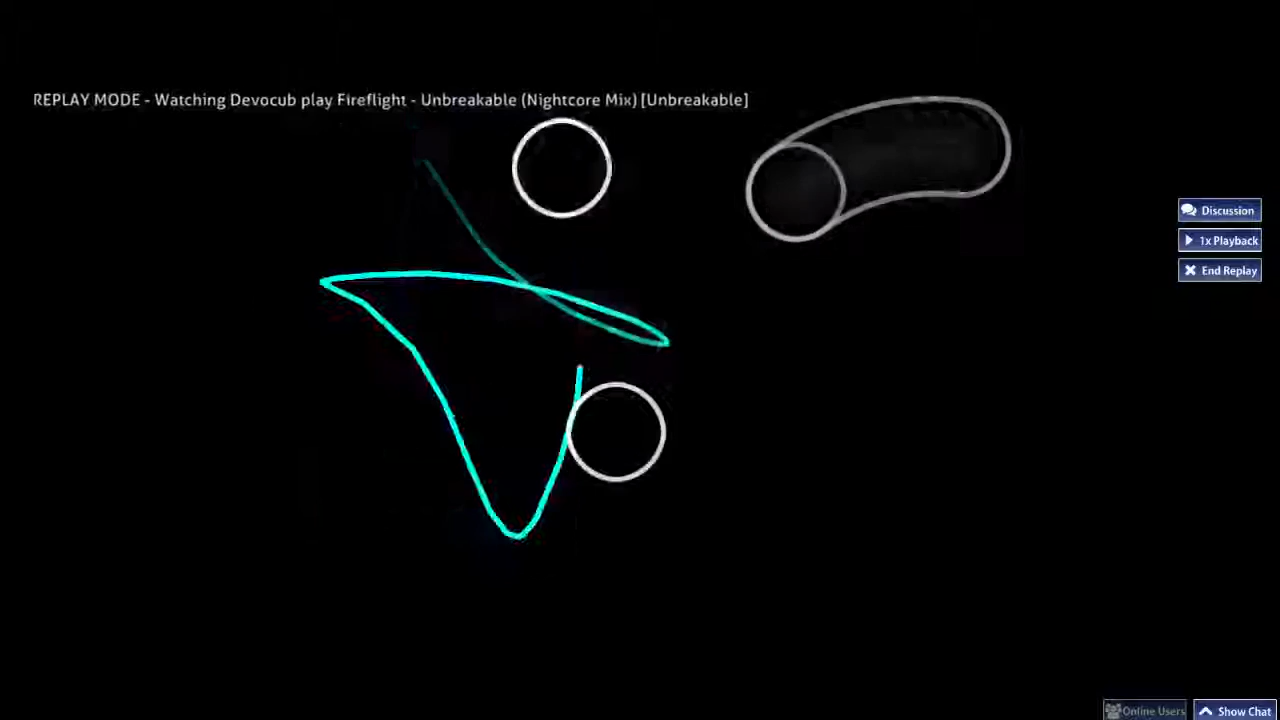 REPLAY MODE - Watching Devocub play Fireflight - Unbreakable (Nightcore Mix) [Unbreakable]
Discussion
1x Playback
End Replay
Online Users
Show Chat